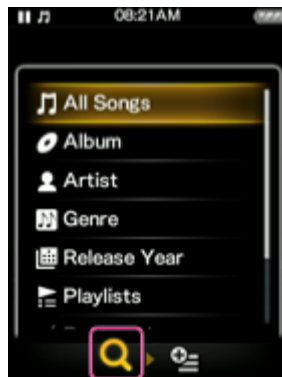 08:21AM
All Songs
Album
Artist
Genre
Release Year
Playlists